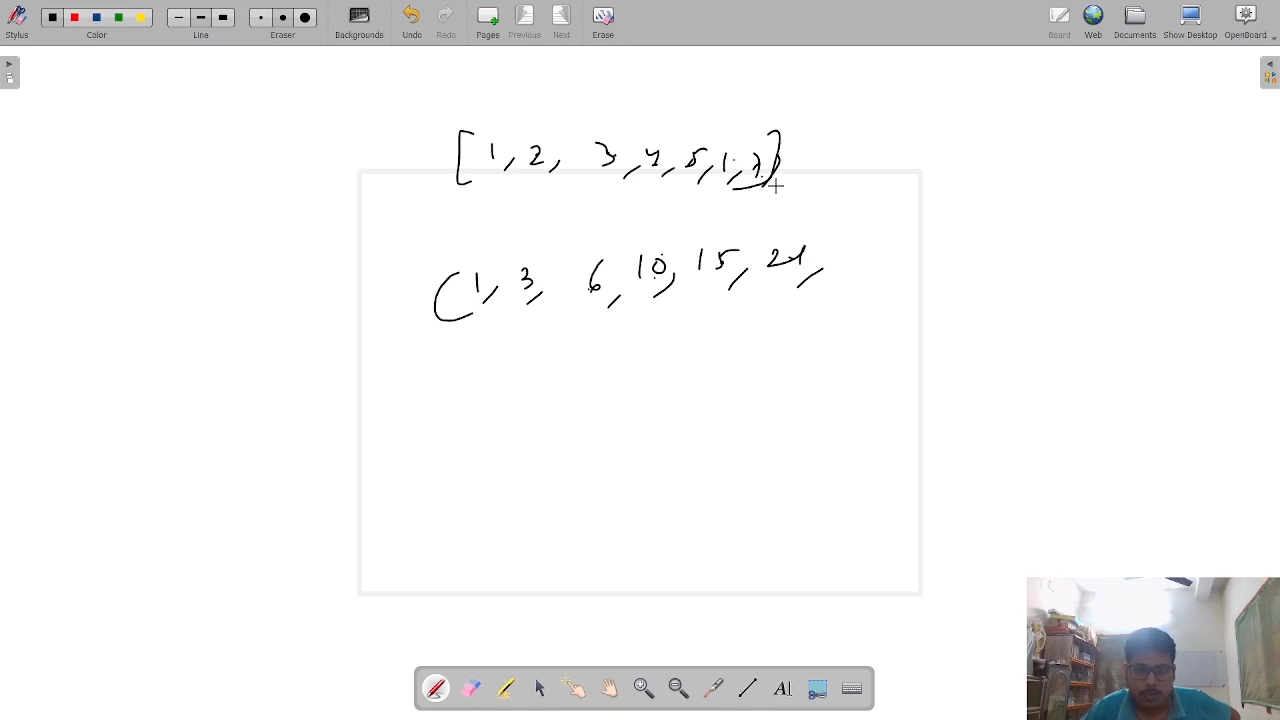 Stylus Color Line Eraser Backgrounds Undo Redo Pages Previous Next Erase Board Web Documents Show Desktop OpenBoard
[1, 2, 3, 4, 5, 1, 7]
(1, 3, 6, 10, 15, 21,